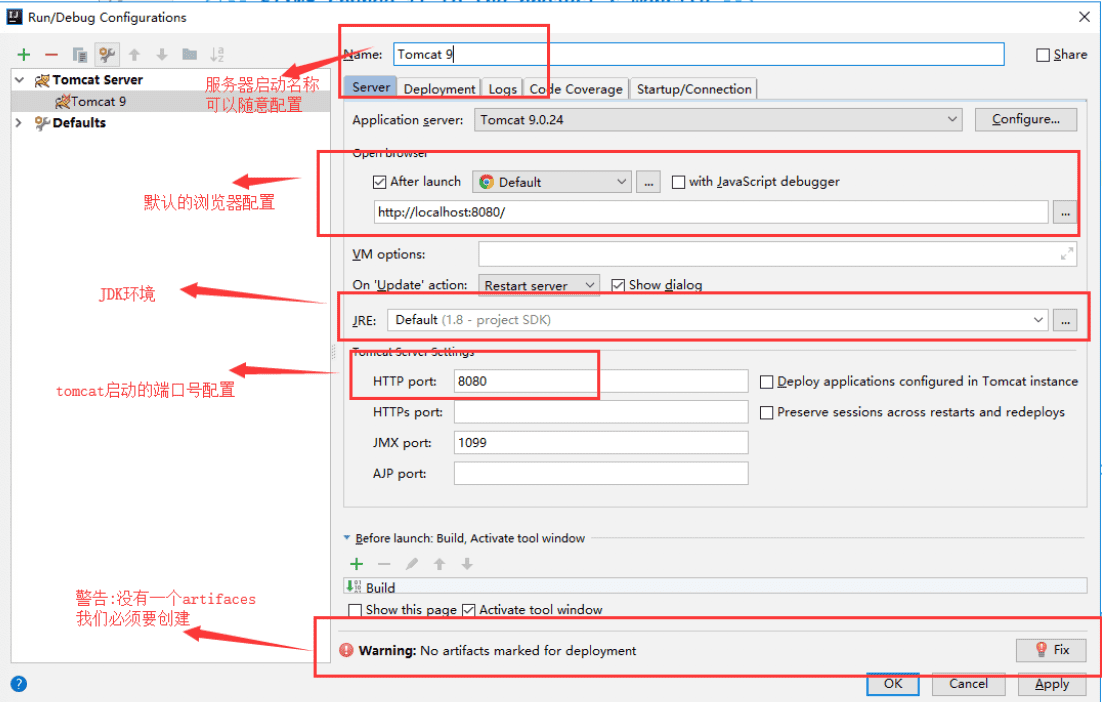 Run/Debug Configurations
Name: Tomcat 9
Share
Tomcat Server
Tomcat 9
Defaults
服务器启动名称
可以随意配置
Server Deployment Logs Code Coverage Startup/Connection
Application server: Tomcat 9.0.24 Configure...
Open browser
After launch Default ... with JavaScript debugger
http://localhost:8080/ ...
默认的浏览器配置
VM options:
On 'Update' action: Restart server Show dialog
JDK环境
JRE: Default (1.8 - project SDK) ...
Tomcat Server Settings
HTTP port: 8080 Deploy applications configured in Tomcat instance
tomcat启动的端口号配置
HTTPs port: Preserve sessions across restarts and redeploys
JMX port: 1099
AJP port:
Before launch: Build, Activate tool window
Build
Show this page Activate tool window
警告:没有一个artifaces
我们必须要创建
Warning: No artifacts marked for deployment Fix
? OK Cancel Apply